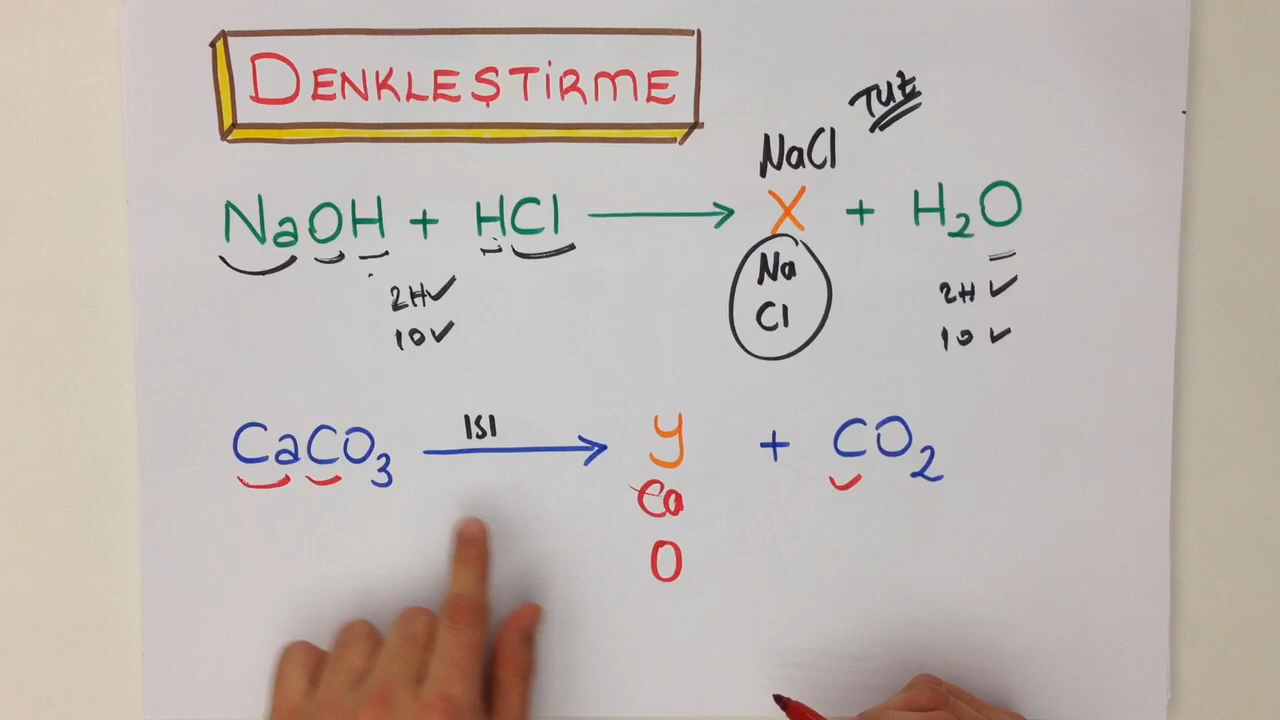 DENKLEŞTİRME
TUZ
NaCl
NaOH + HCl → X + H₂O
Na
Cl
2H✓ 2H✓
1O✓ 1O✓
ISI
CaCO₃ → Y + CO₂
Ca
O